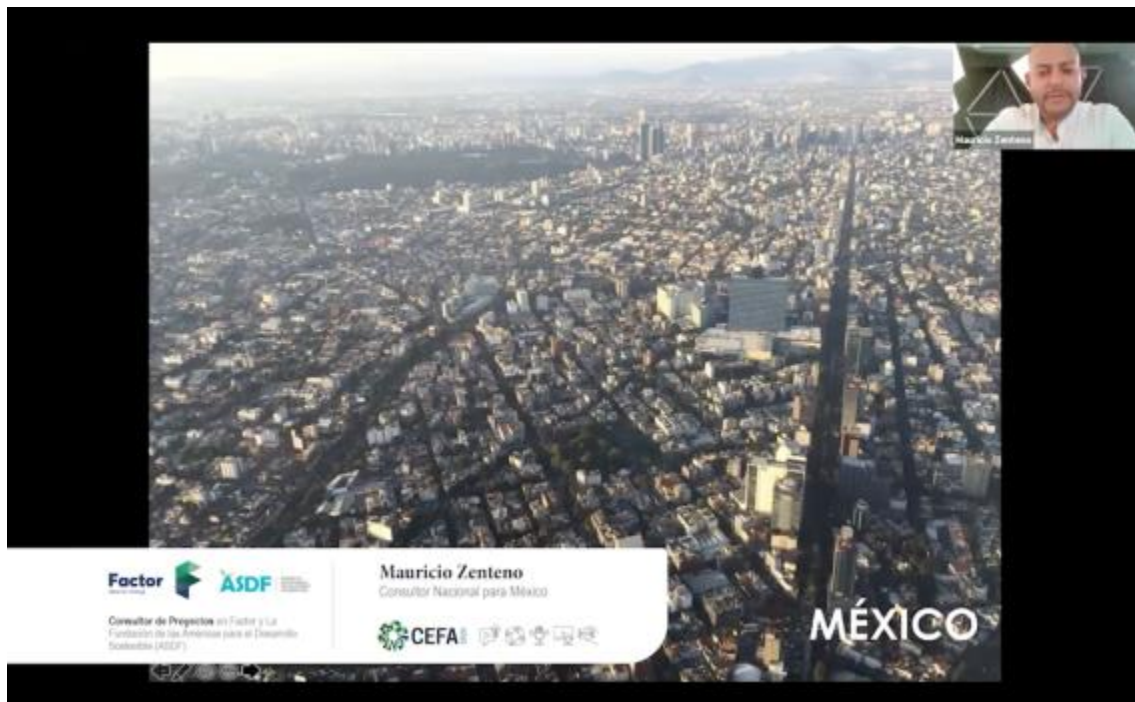 Mauricio Zenteno
Factor
ASDF
Consultor de Proyectos en Factor y La
Fundación de las Américas para el Desarrollo
Sostenible (ASDF)
Mauricio Zenteno
Consultor Nacional para México
CEFA
MÉXICO